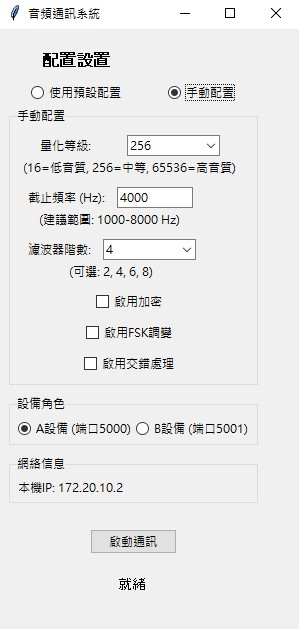 音頻通訊系統
配置設置
使用預設配置 手動配置
手動配置
量化等級: 256
(16=低音質, 256=中等, 65536=高音質)
截止頻率 (Hz): 4000
(建議範圍: 1000-8000 Hz)
濾波器階數: 4
(可選: 2, 4, 6, 8)
啟用加密
啟用FSK調變
啟用交錯處理
設備角色
A設備 (端口5000) B設備 (端口5001)
網絡信息
本機IP: 172.20.10.2
啟動通訊
就緒